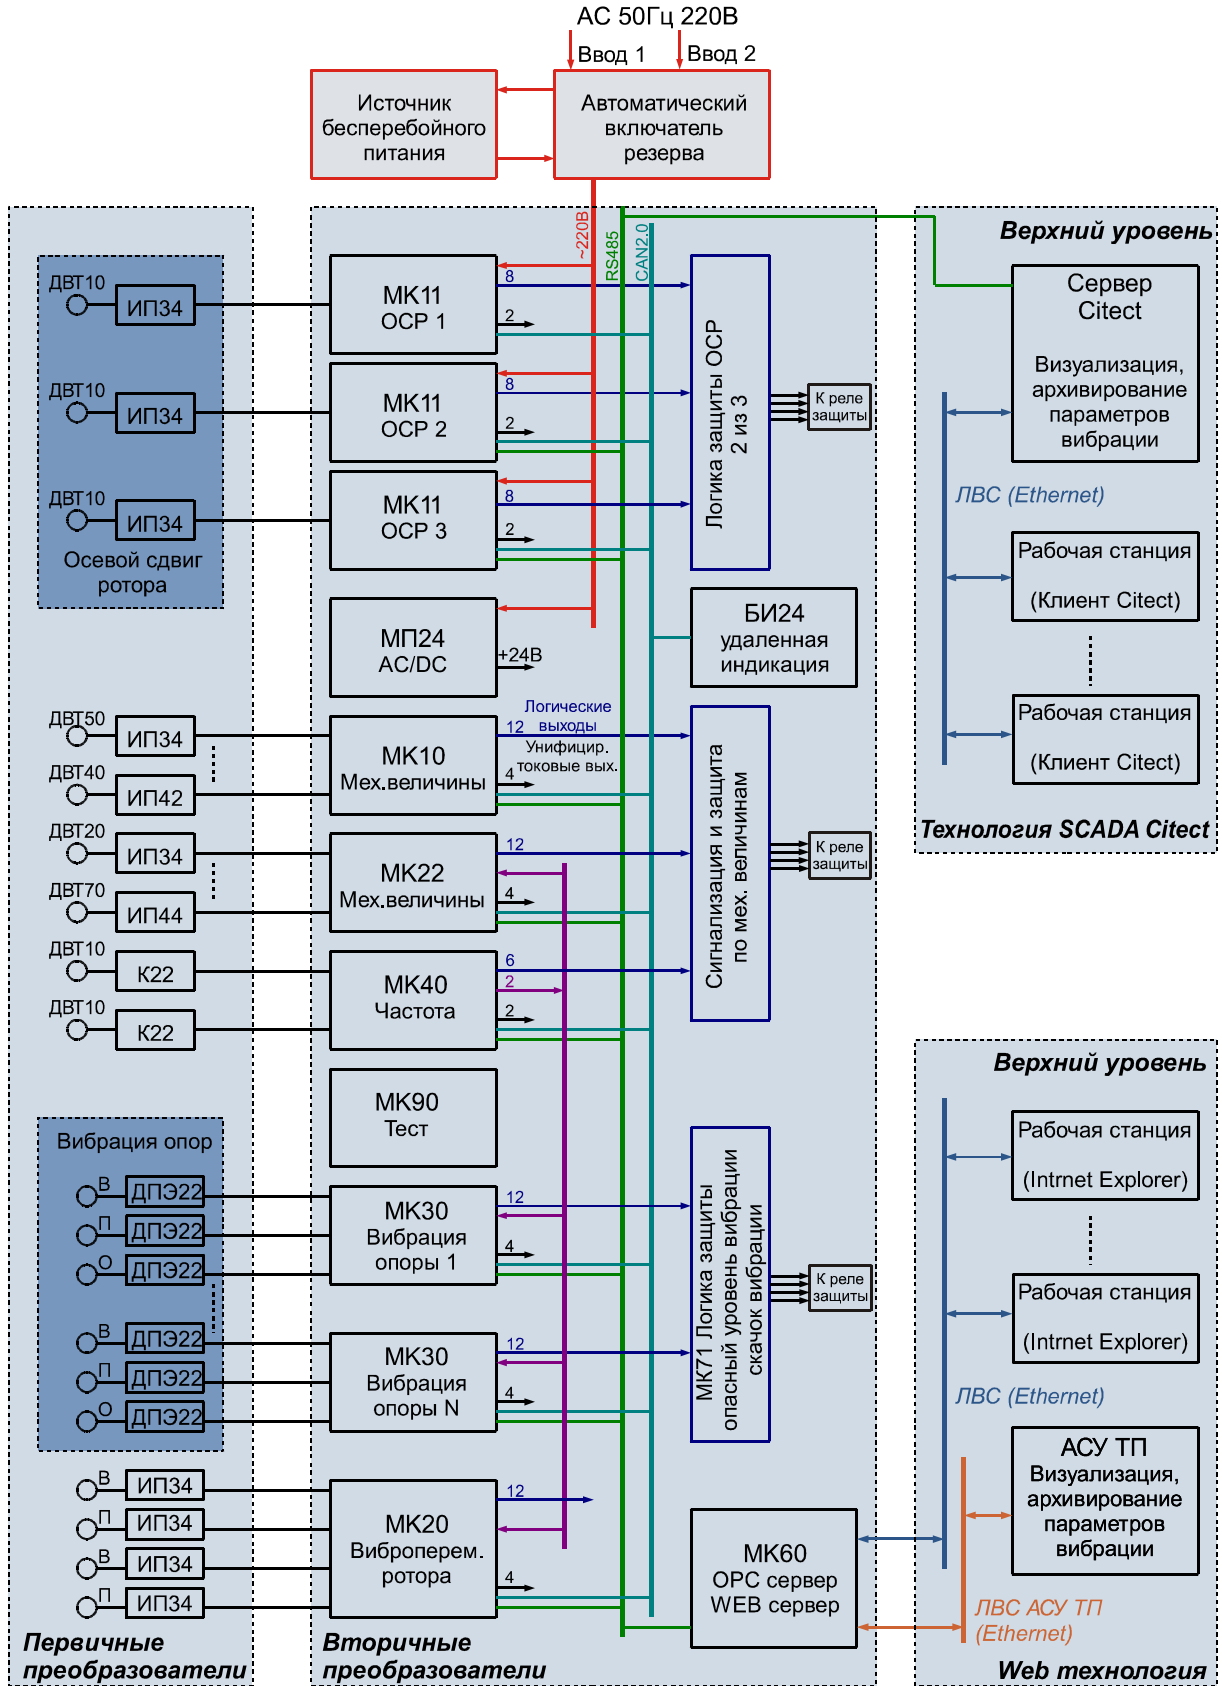 АС 50Гц 220В
Ввод 1
Ввод 2
Источник
бесперебойного
питания
Автоматический
включатель
резерва
~220В
RS485
CAN2.0
ДВТ10
ИП34
ДВТ10
ИП34
ДВТ10
ИП34
Осевой сдвиг
ротора
ДВТ50
ИП34
ДВТ40
ИП42
ДВТ20
ИП34
ДВТ70
ИП44
ДВТ10
К22
ДВТ10
К22
Вибрация опор
В
ДПЭ22
П
ДПЭ22
О
ДПЭ22
В
ДПЭ22
П
ДПЭ22
О
ДПЭ22
В
ИП34
П
ИП34
В
ИП34
П
ИП34
Первичные
преобразователи
МК11
ОСР 1
8
2
МК11
ОСР 2
8
2
МК11
ОСР 3
8
2
МП24
AC/DC
+24В
МК10
Мех.величины
12
Логические
выходы
Унифицир.
токовые вых.
4
МК22
Мех.величины
12
4
МК40
Частота
6
2
2
МК90
Тест
МК30
Вибрация
опоры 1
12
4
МК30
Вибрация
опоры N
12
4
МК20
Виброперем.
ротора
12
4
Вторичные
преобразователи
Логика защиты ОСР
2 из 3
К реле
защиты
БИ24
удаленная
индикация
Сигнализация и защита
по мех. величинам
К реле
защиты
МК71 Логика защиты
опасный уровень вибрации
скачок вибрации
К реле
защиты
МК60
OPC сервер
WEB сервер
Верхний уровень
Сервер
Citect
Визуализация,
архивирование
параметров
вибрации
ЛВС (Ethernet)
Рабочая станция
(Клиент Citect)
Рабочая станция
(Клиент Citect)
Технология SCADA Citect
Верхний уровень
Рабочая станция
(Intrnet Explorer)
Рабочая станция
(Intrnet Explorer)
ЛВС (Ethernet)
АСУ ТП
Визуализация,
архивирование
параметров
вибрации
ЛВС АСУ ТП
(Ethernet)
Web технология